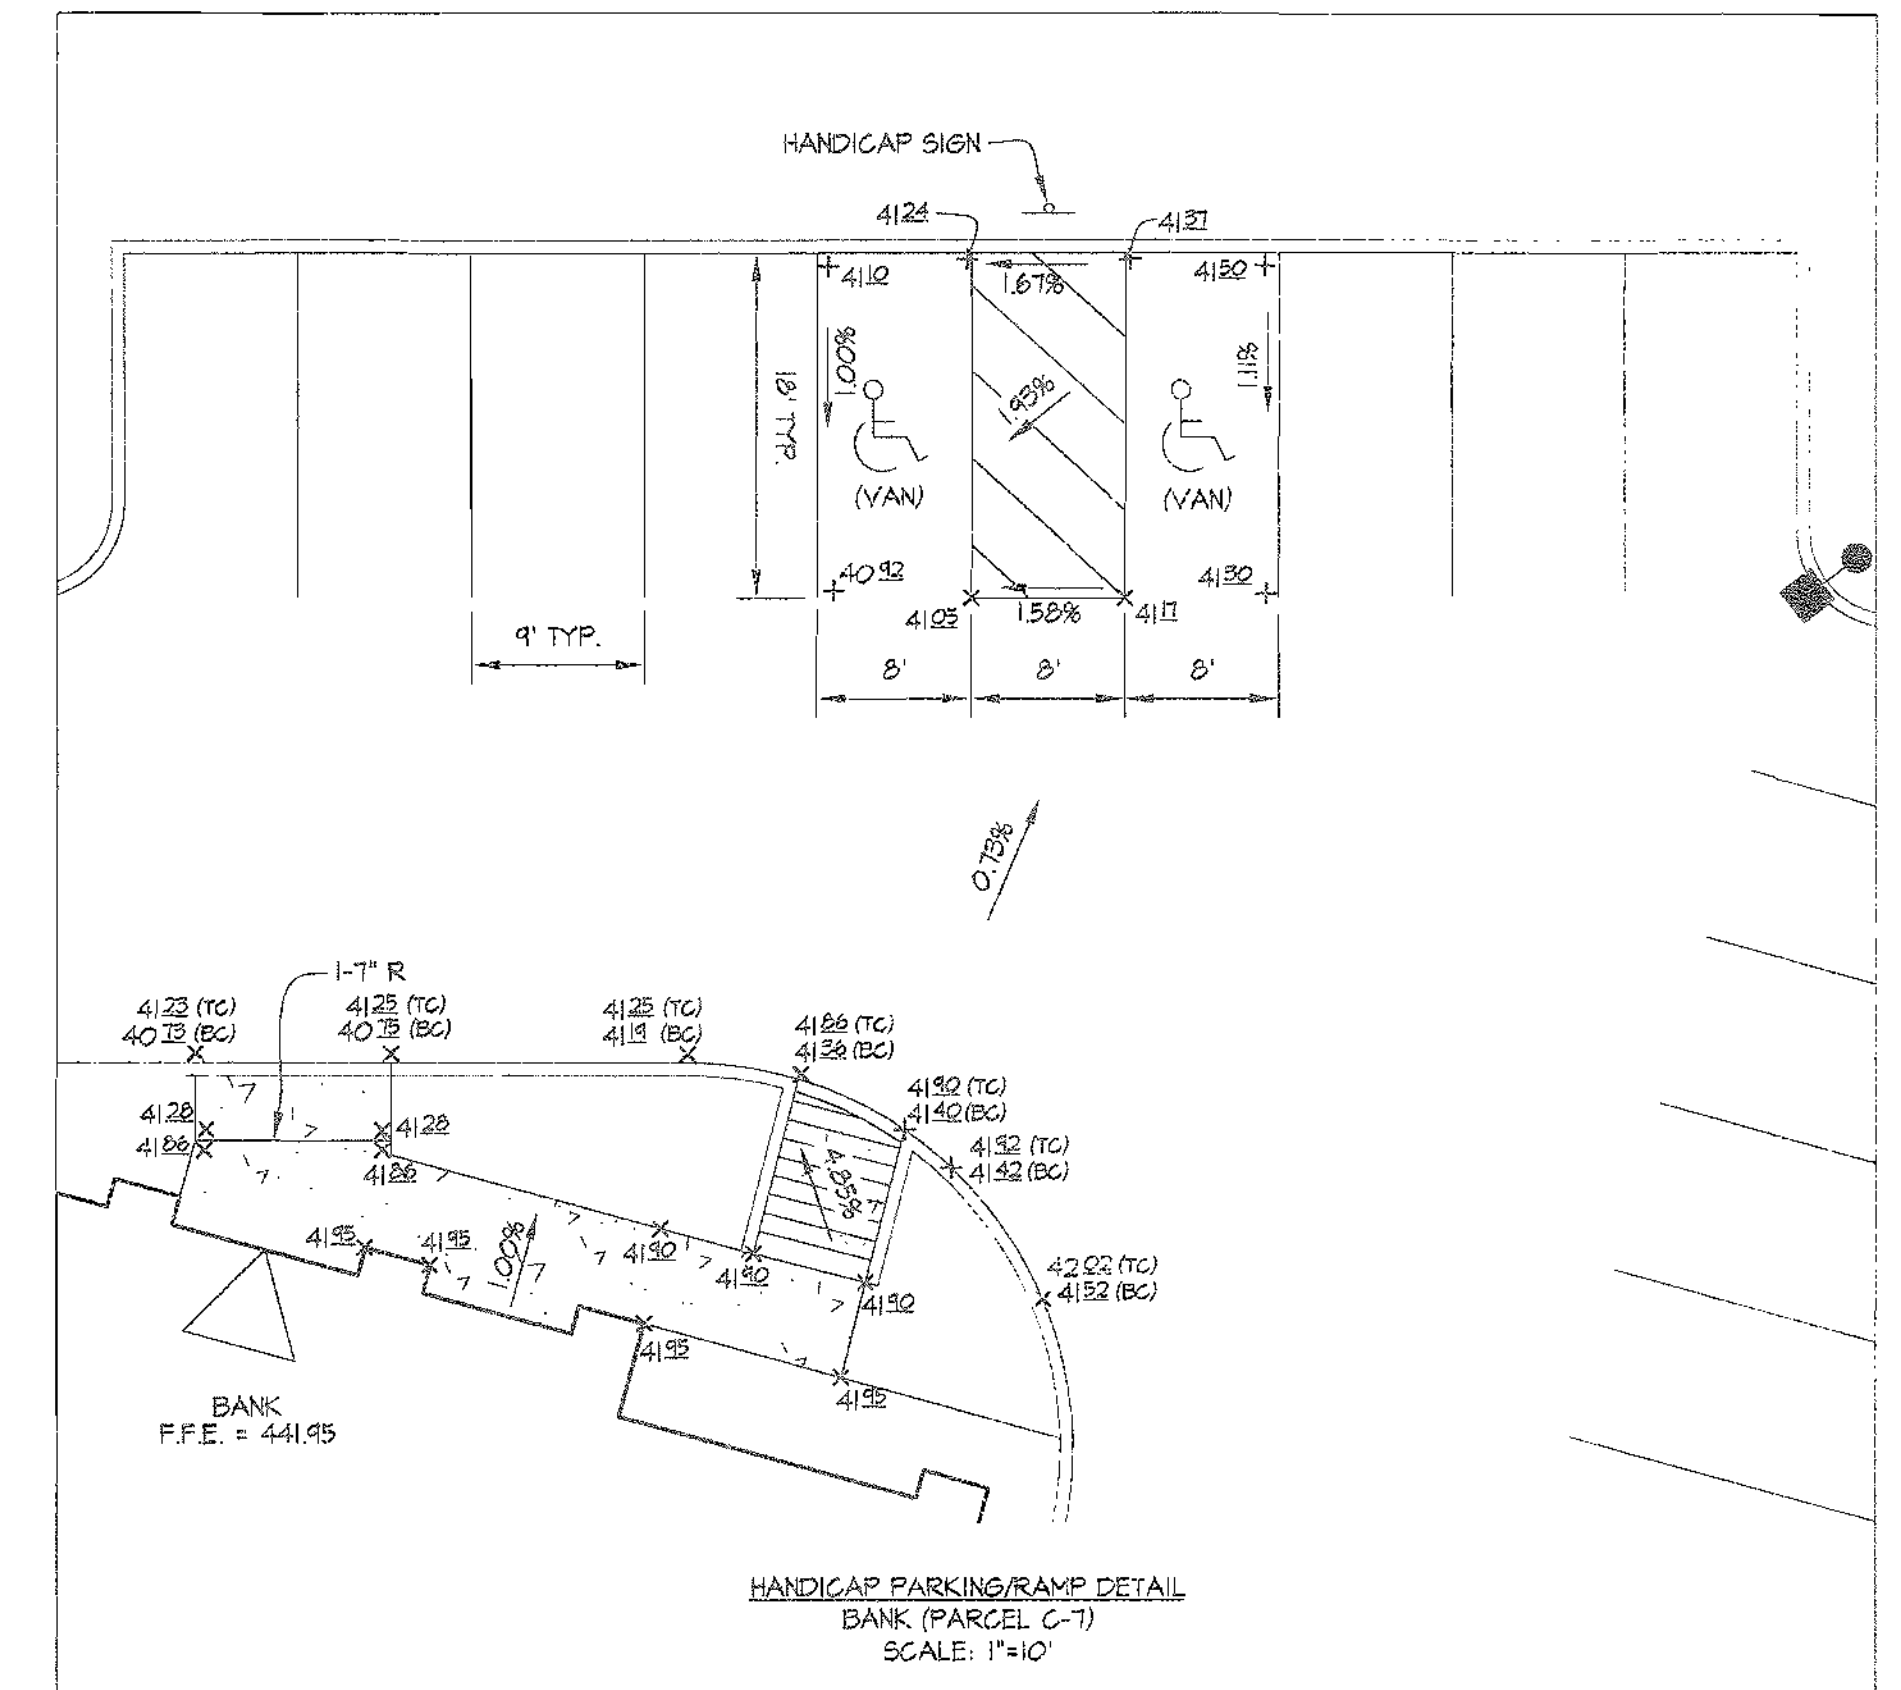 HANDICAP SIGN
4124
4137
4110
1.67%
4150
1.00%
18' TYP.
1.11%
1.93%
(VAN)
(VAN)
4092
4130
4105
1.58%
4117
9' TYP.
8'
8'
8'
0.73%
1-7" R
4123 (TC)
4073 (BC)
4125 (TC)
4075 (BC)
4125 (TC)
4119 (BC)
4186 (TC)
4136 (BC)
4190 (TC)
4140 (BC)
4128
4128
4186
4186
4192 (TC)
4142 (BC)
4.85%
4195
4195
1.00%
4190
4190
4190
4202 (TC)
4152 (BC)
4195
4195
BANK
F.F.E. = 441.95
HANDICAP PARKING/RAMP DETAIL
BANK (PARCEL C-7)
SCALE: 1"=10'